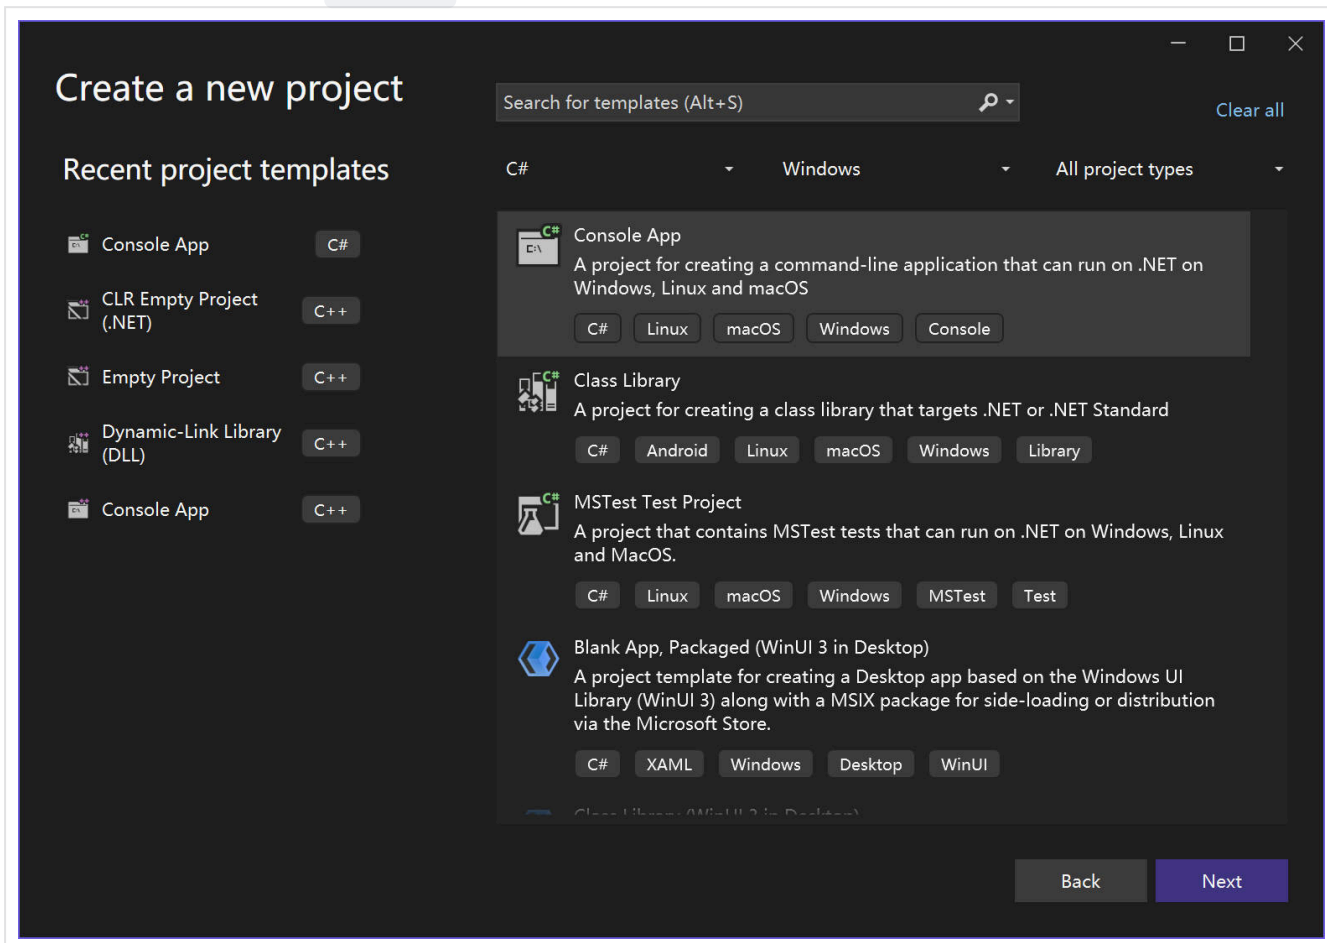 Create a new project
Search for templates (Alt+S)
Clear all
Recent project templates
C#
Windows
All project types
Console App
C#
CLR Empty Project
(.NET)
C++
Empty Project
C++
Dynamic-Link Library
(DLL)
C++
Console App
C++
Console App
A project for creating a command-line application that can run on .NET on
Windows, Linux and macOS
C# Linux macOS Windows Console
Class Library
A project for creating a class library that targets .NET or .NET Standard
C# Android Linux macOS Windows Library
MSTest Test Project
A project that contains MSTest tests that can run on .NET on Windows, Linux
and MacOS.
C# Linux macOS Windows MSTest Test
Blank App, Packaged (WinUI 3 in Desktop)
A project template for creating a Desktop app based on the Windows UI
Library (WinUI 3) along with a MSIX package for side-loading or distribution
via the Microsoft Store.
C# XAML Windows Desktop WinUI
Class Library (WinUI 3 in Desktop)
Back
Next